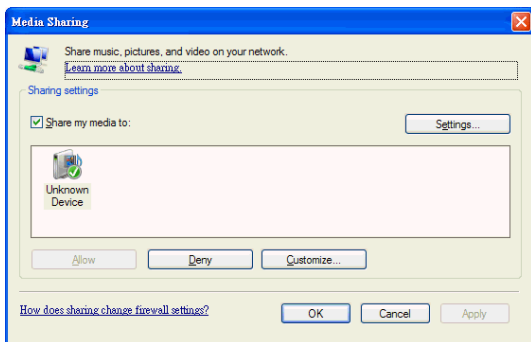 Media Sharing
Share music, pictures, and video on your network.
Learn more about sharing.
Sharing settings
Share my media to:
Settings...
Unknown
Device
Allow
Deny
Customize...
How does sharing change firewall settings?
OK
Cancel
Apply